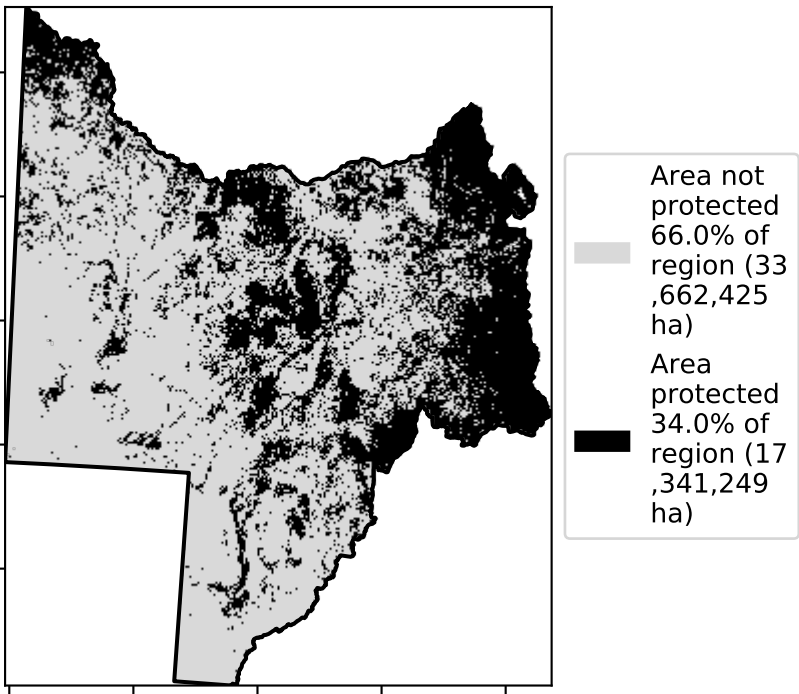 Area not
protected
66.0% of
region (33
,662,425
ha)
Area
protected
34.0% of
region (17
,341,249
ha)